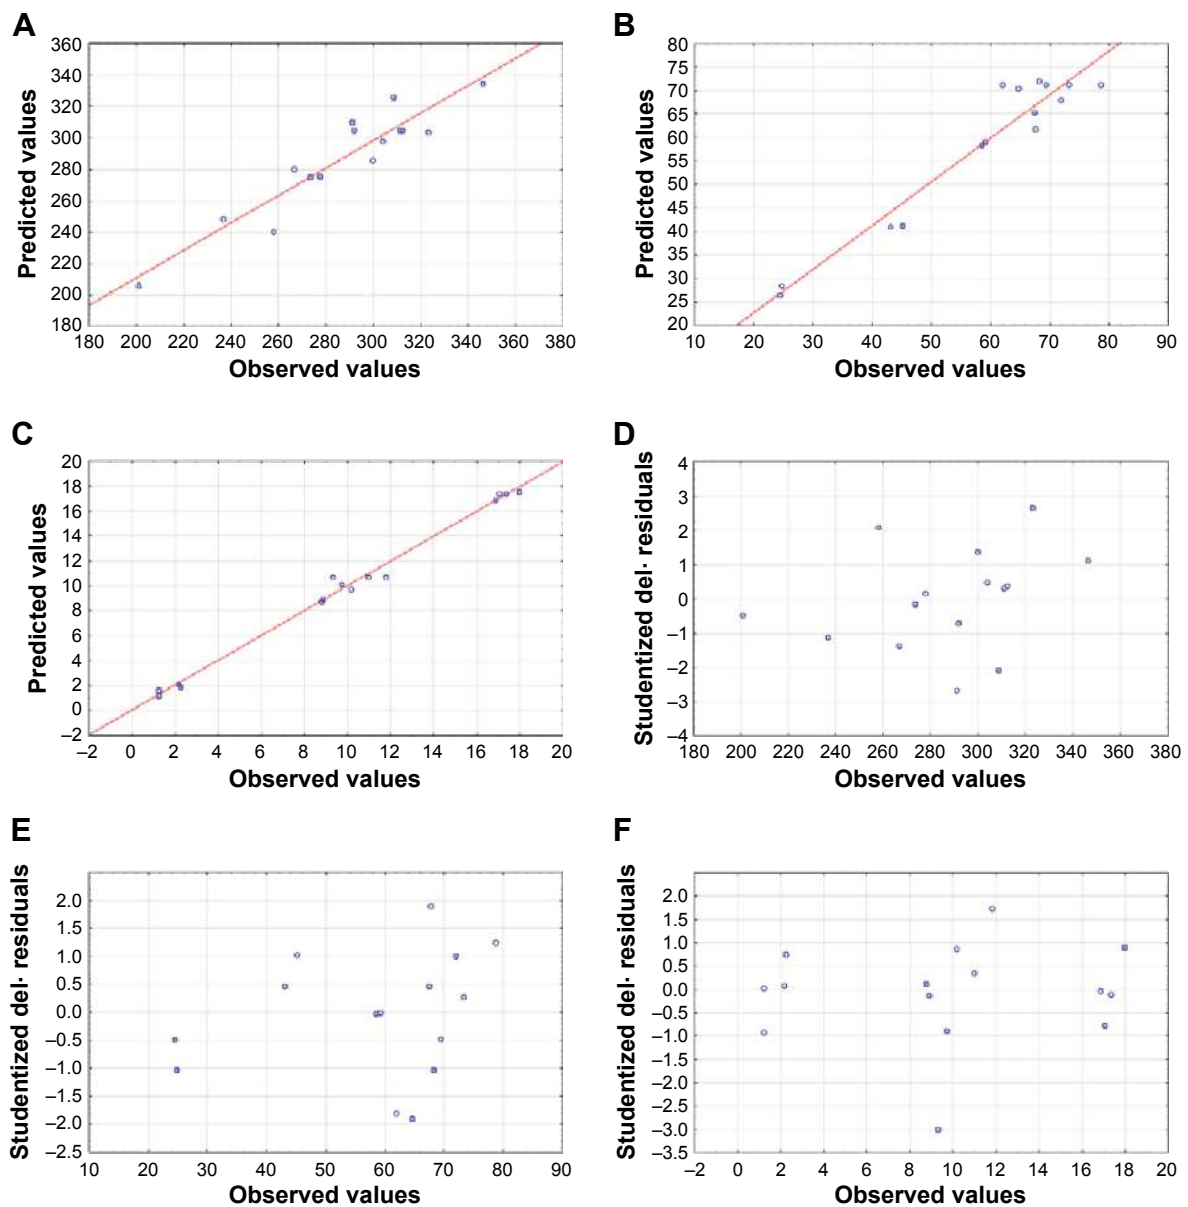 A
Predicted values
360
340
320
300
280
260
240
220
200
180
180 200 220 240 260 280 300 320 340 360 380
Observed values
B
Predicted values
80
75
70
65
60
55
50
45
40
35
30
25
20
10 20 30 40 50 60 70 80 90
Observed values
C
Predicted values
20
18
16
14
12
10
8
6
4
2
0
–2
–2 0 2 4 6 8 10 12 14 16 18 20
Observed values
D
Studentized del· residuals
4
3
2
1
0
–1
–2
–3
–4
180 200 220 240 260 280 300 320 340 360 380
Observed values
E
Studentized del· residuals
2.0
1.5
1.0
0.5
0.0
–0.5
–1.0
–1.5
–2.0
–2.5
10 20 30 40 50 60 70 80 90
Observed values
F
Studentized del· residuals
2.0
1.5
1.0
0.5
0.0
–0.5
–1.0
–1.5
–2.0
–2.5
–3.0
–3.5
–2 0 2 4 6 8 10 12 14 16 18 20
Observed values